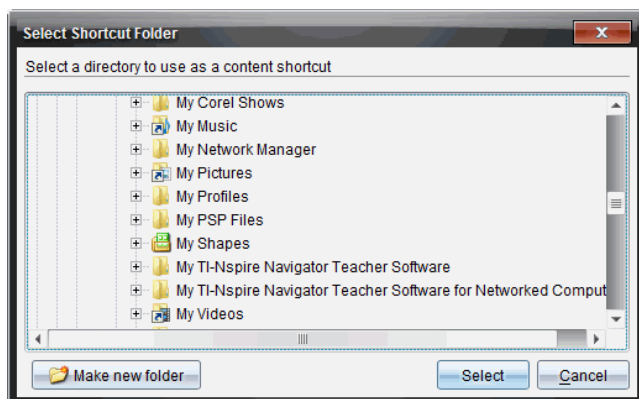 Select Shortcut Folder
Select a directory to use as a content shortcut
My Corel Shows
My Music
My Network Manager
My Pictures
My Profiles
My PSP Files
My Shapes
My TI-Nspire Navigator Teacher Software
My TI-Nspire Navigator Teacher Software for Networked Comput
My Videos
Make new folder Select Cancel